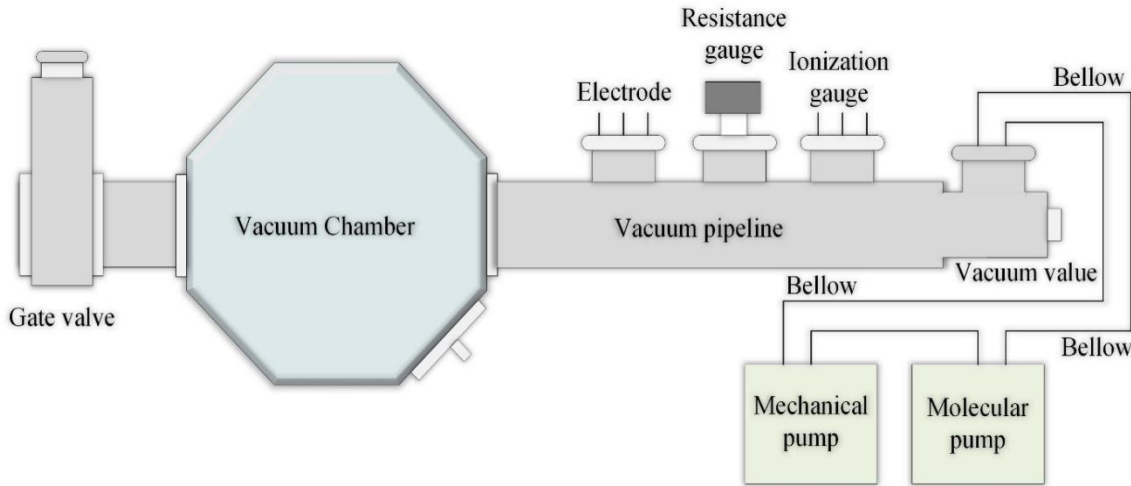 Resistance
gauge
Ionization
gauge
Electrode
Bellow
Vacuum Chamber
Vacuum pipeline
Vacuum value
Bellow
Gate valve
Bellow
Mechanical
pump
Molecular
pump